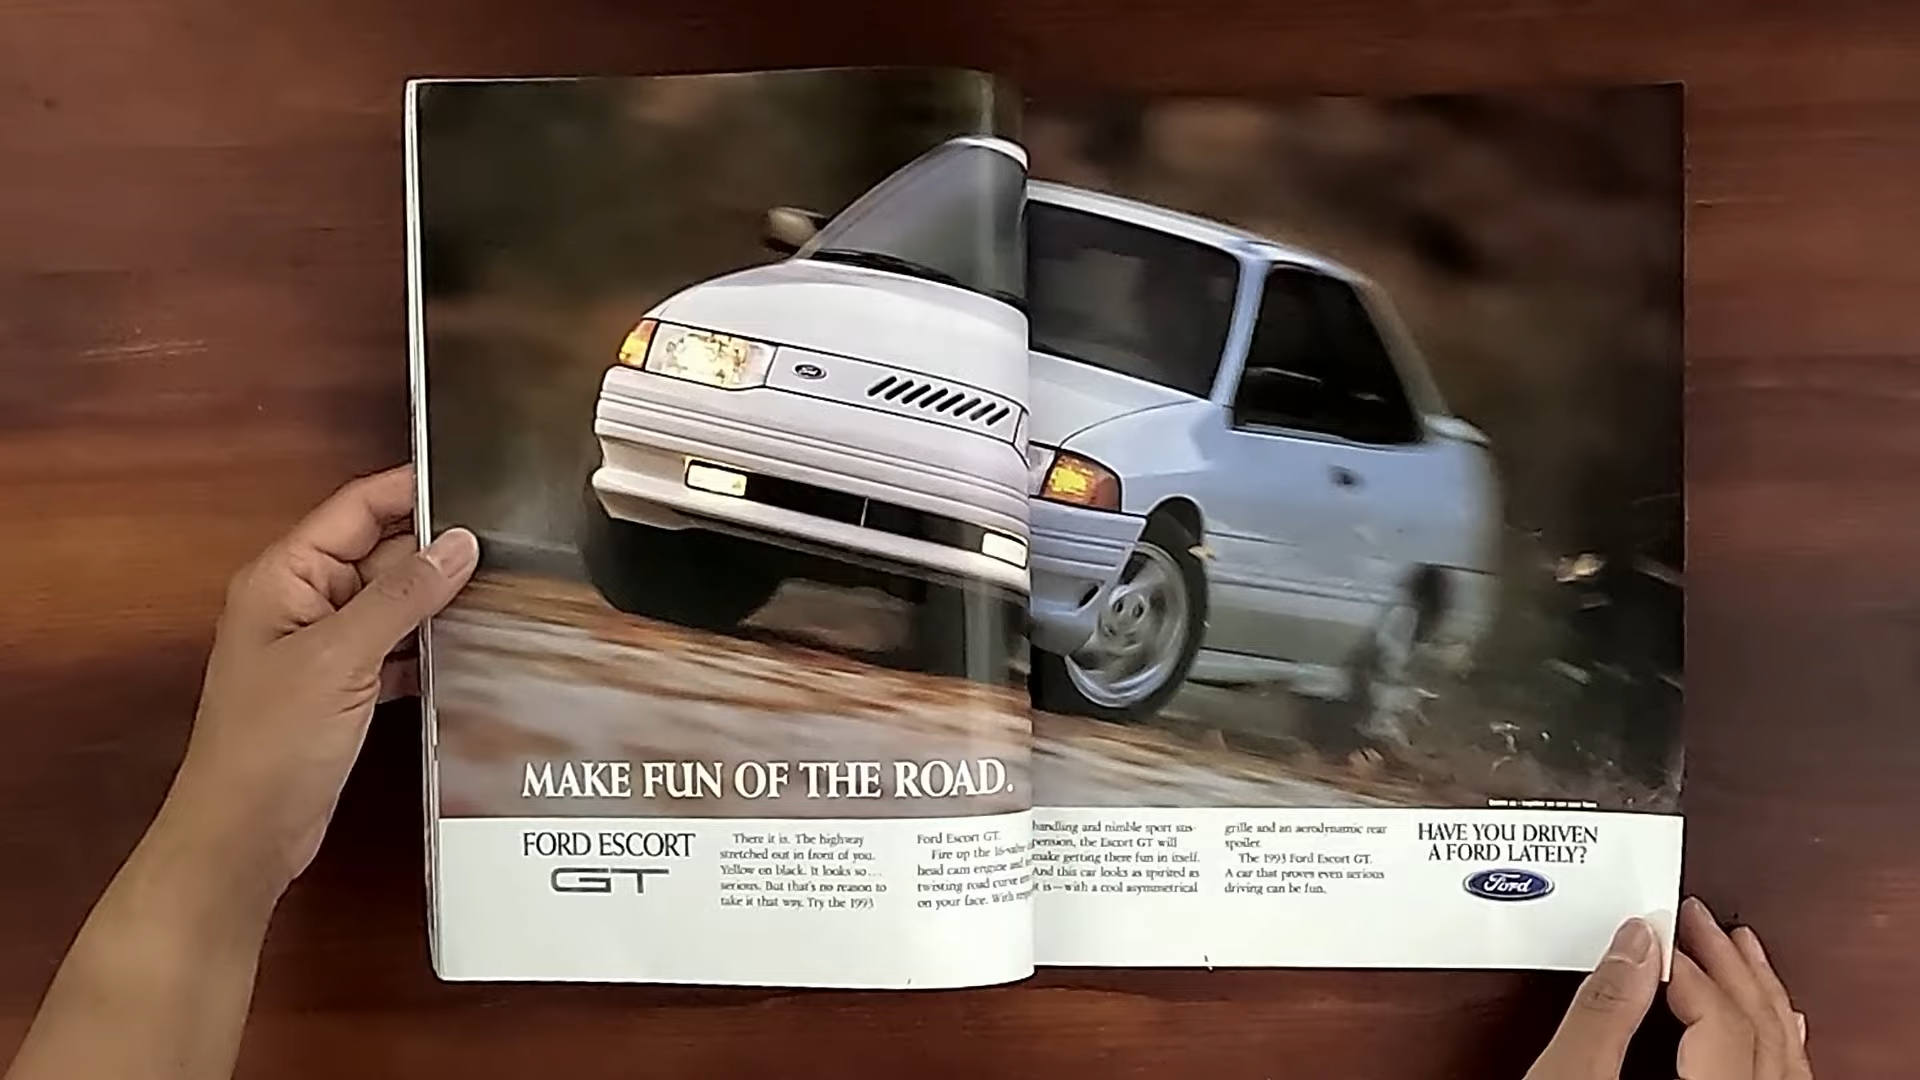 MAKE FUN OF THE ROAD.
FORD ESCORT
GT
There it is. The highway
stretched out in front of you.
Yellow on black. It looks so...
serious. But that's no reason to
take it that way. Try the 1993
Ford Escort GT.
Fire up the 16-valve
head cam engine and
twisting road curve
on your face. With
handling and nimble sport sus-
pension, the Escort GT will
make getting there fun in itself.
And this car looks as spirited as
it is—with a cool asymmetrical
grille and an aerodynamic rear
spoiler.
The 1993 Ford Escort GT.
A car that proves even serious
driving can be fun.
HAVE YOU DRIVEN
A FORD LATELY?
Ford